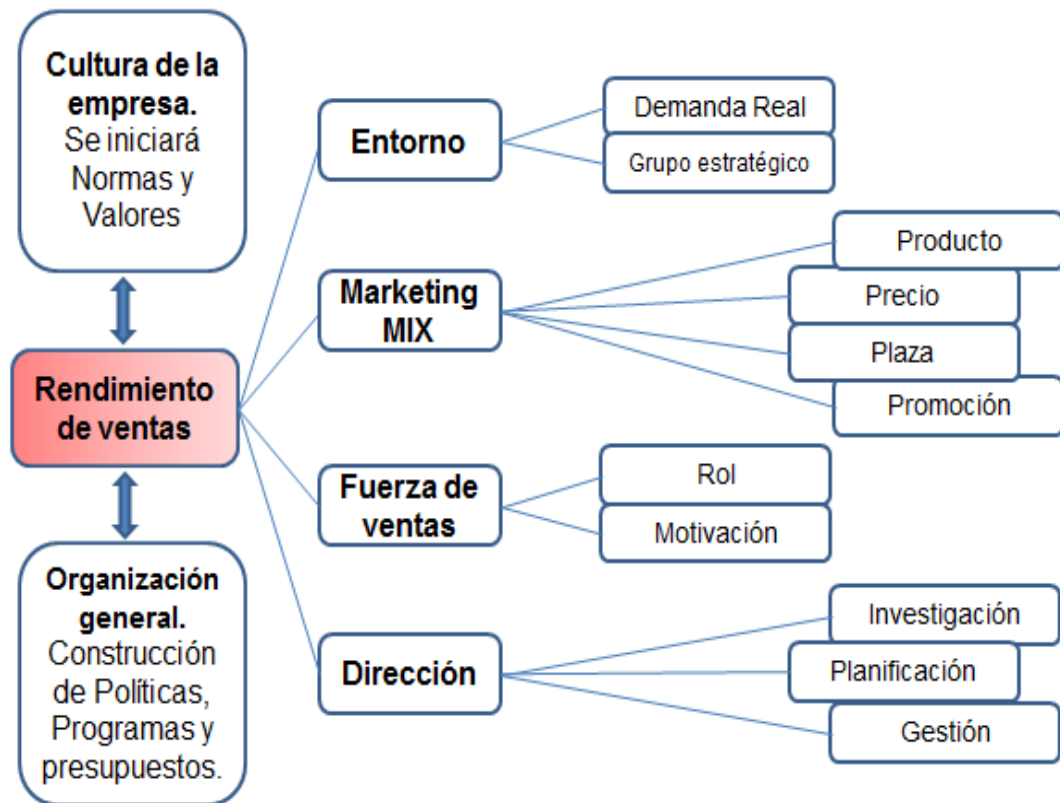 Cultura de la
empresa.
Se iniciará
Normas y
Valores
Rendimiento
de ventas
Organización
general.
Construcción
de Políticas,
Programas y
presupuestos.
Entorno
Demanda Real
Grupo estratégico
Marketing
MIX
Producto
Precio
Plaza
Promoción
Fuerza de
ventas
Rol
Motivación
Dirección
Investigación
Planificación
Gestión